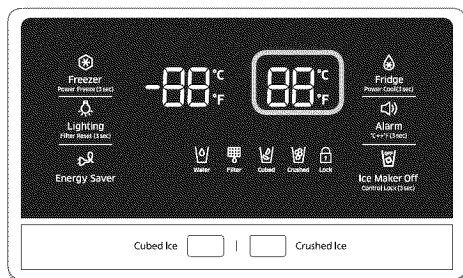 Freezer
Power Freeze (3 sec)
Lighting
Filter Reset (3 sec)
Energy Saver
-88 °C °F
88 °C °F
Water
Filter
Cubed
Crushed
Lock
Fridge
Power Cool(3 sec)
Alarm
°C↔°F (3 sec)
OFF
Ice Maker Off
Control Lock (3 sec)
Cubed Ice | Crushed Ice